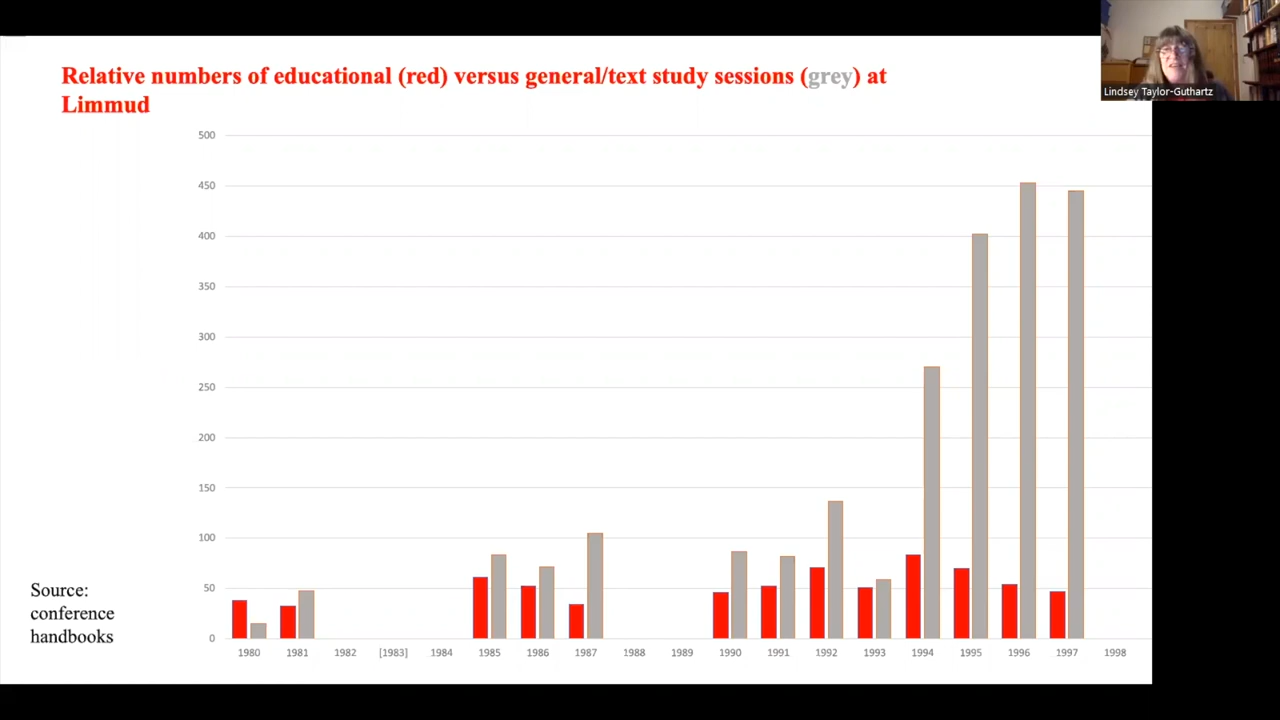 Relative numbers of educational (red) versus general/text study sessions (grey) at
Limmud
Lindsey Taylor-Guthartz
500
450
400
350
300
250
200
150
100
50
0
1980 1981 1982 [1983] 1984 1985 1986 1987 1988 1989 1990 1991 1992 1993 1994 1995 1996 1997 1998
Source:
conference
handbooks